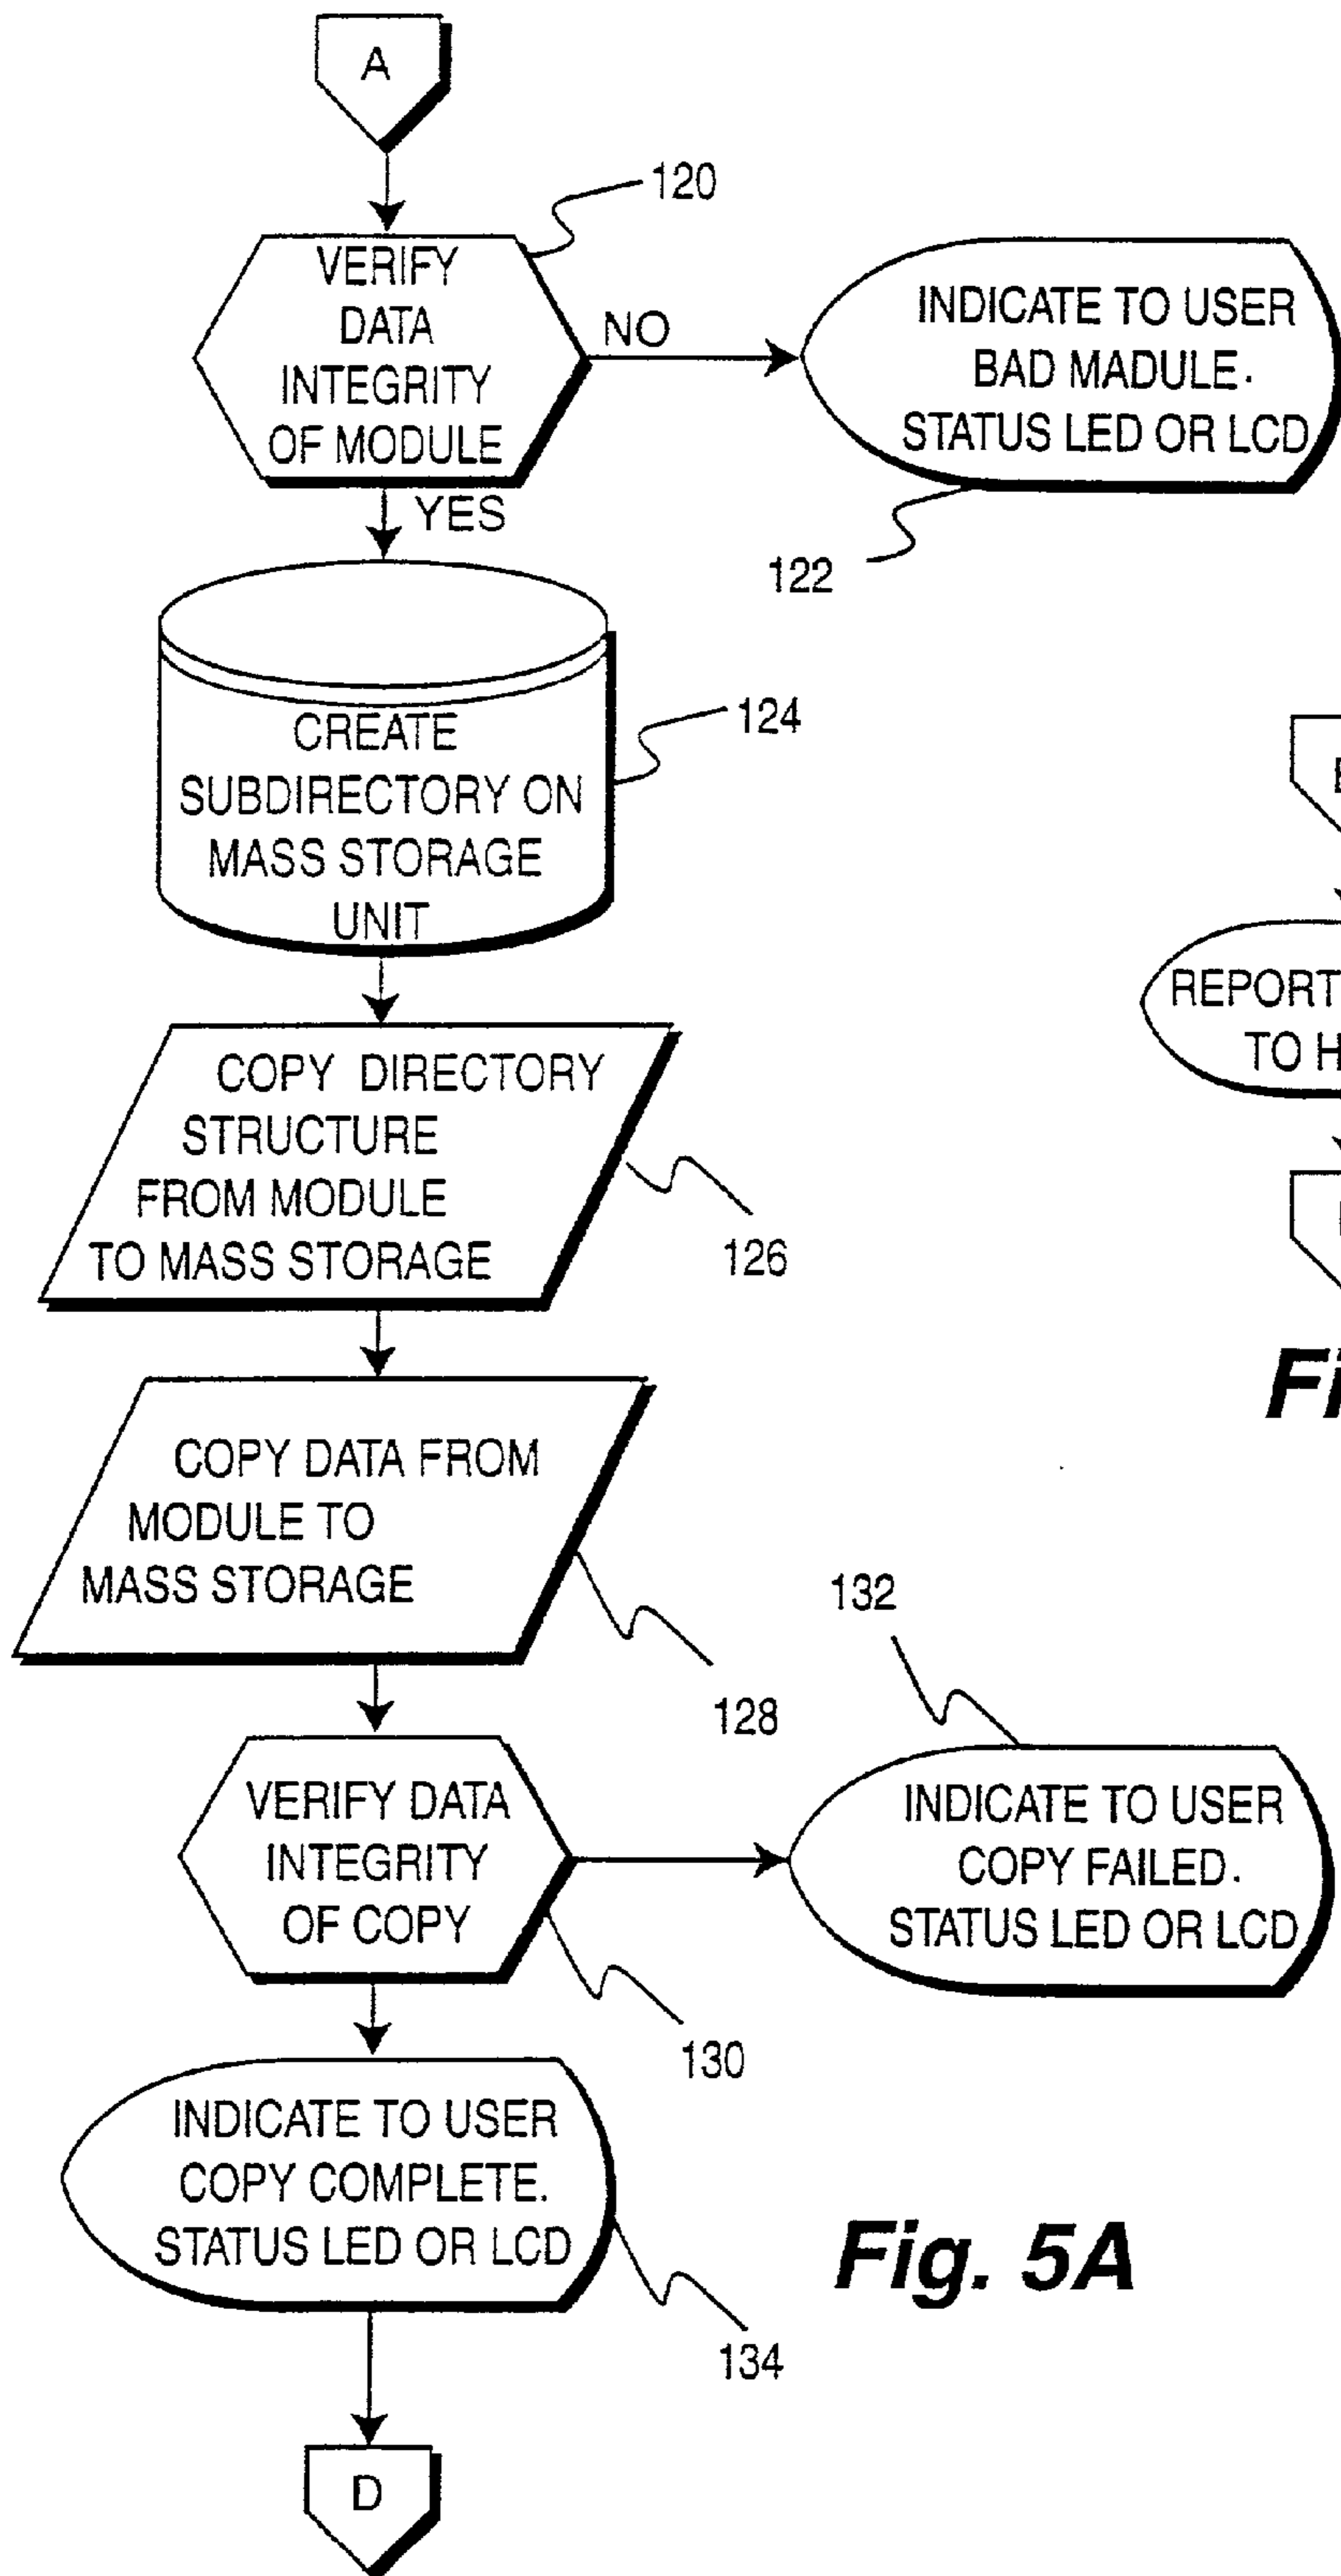 A
120
VERIFY
DATA
INTEGRITY
OF MODULE
NO
INDICATE TO USER
BAD MADULE.
STATUS LED OR LCD
122
YES
CREATE
SUBDIRECTORY ON
MASS STORAGE
UNIT
124
COPY DIRECTORY
STRUCTURE
FROM MODULE
TO MASS STORAGE
126
COPY DATA FROM
MODULE TO
MASS STORAGE
128
VERIFY DATA
INTEGRITY
OF COPY
130
132
INDICATE TO USER
COPY FAILED.
STATUS LED OR LCD
INDICATE TO USER
COPY COMPLETE.
STATUS LED OR LCD
134
D
Fig. 5A
REPORT
TO